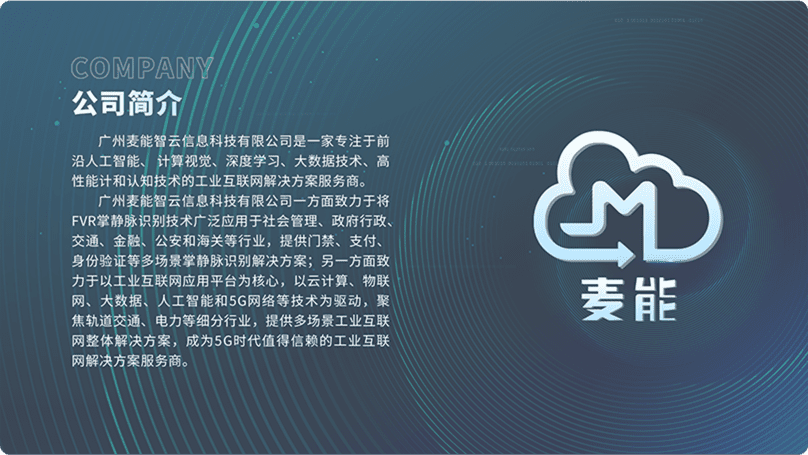 COMPANY
公司简介
广州麦能智云信息科技有限公司是一家专注于前
沿人工智能、计算视觉、深度学习、大数据技术、高
性能计和认知技术的工业互联网解决方案服务商。
广州麦能智云信息科技有限公司一方面致力于将
FVR掌静脉识别技术广泛应用于社会管理、政府行政、
交通、金融、公安和海关等行业，提供门禁、支付、
身份验证等多场景掌静脉识别解决方案；另一方面致
力于以工业互联网应用平台为核心，以云计算、物联
网、大数据、人工智能和5G网络等技术为驱动，聚
焦轨道交通、电力等细分行业，提供多场景工业互联
网整体解决方案，成为5G时代值得信赖的工业互联
网解决方案服务商。
M
麦能